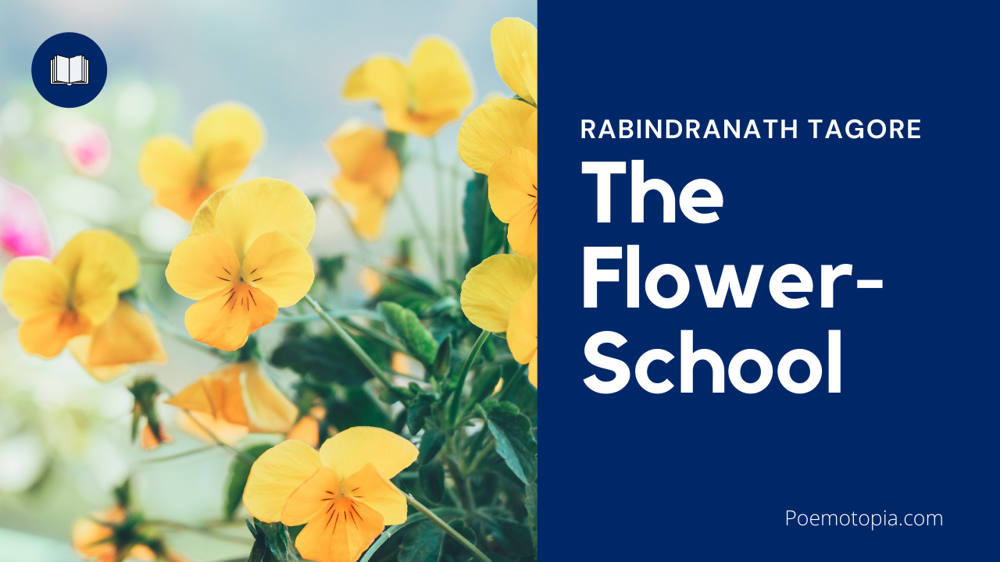 RABINDRANATH TAGORE
The
Flower-
School
Poemotopia.com